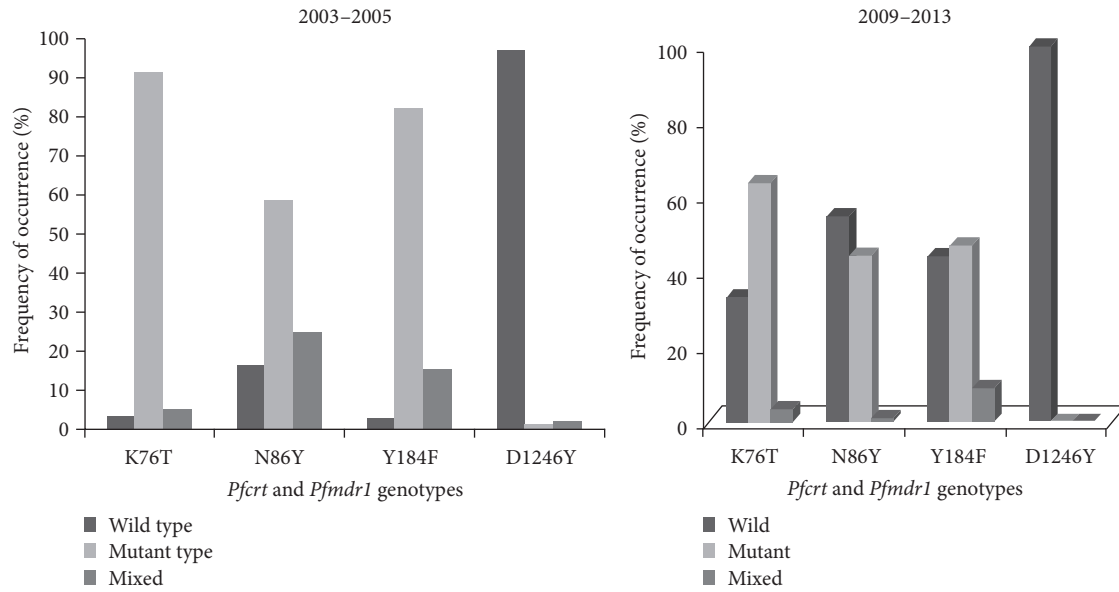 2003–2005
Frequency of occurrence (%)
100
90
80
70
60
50
40
30
20
10
0
K76T N86Y Y184F D1246Y
Pfcrt and Pfmdr1 genotypes
Wild type
Mutant type
Mixed
2009–2013
Frequency of occurrence (%)
100
80
60
40
20
0
K76T N86Y Y184F D1246Y
Pfcrt and Pfmdr1 genotypes
Wild
Mutant
Mixed